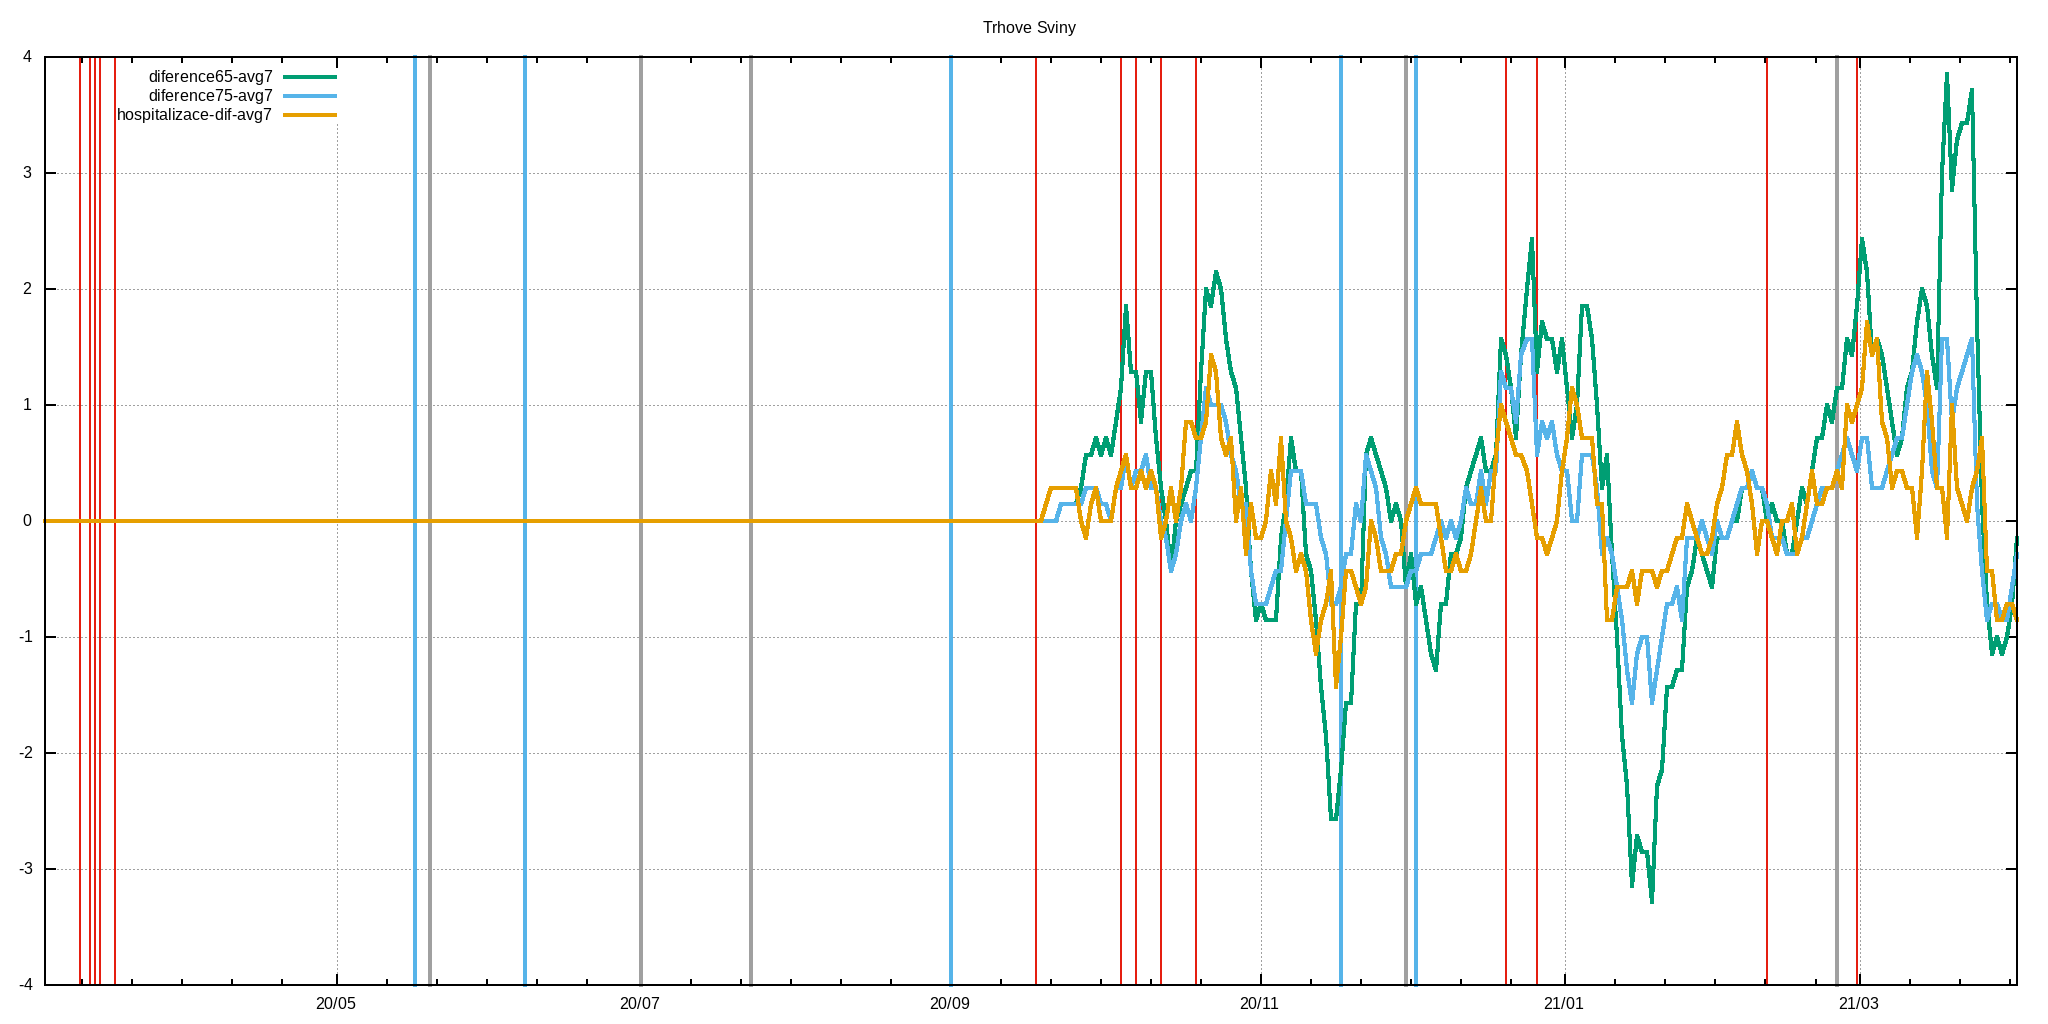 Trhove Sviny
4
diference65-avg7
diference75-avg7
hospitalizace-dif-avg7
3
2
1
0
-1
-2
-3
-4
20/05 20/07 20/09 20/11 21/01 21/03